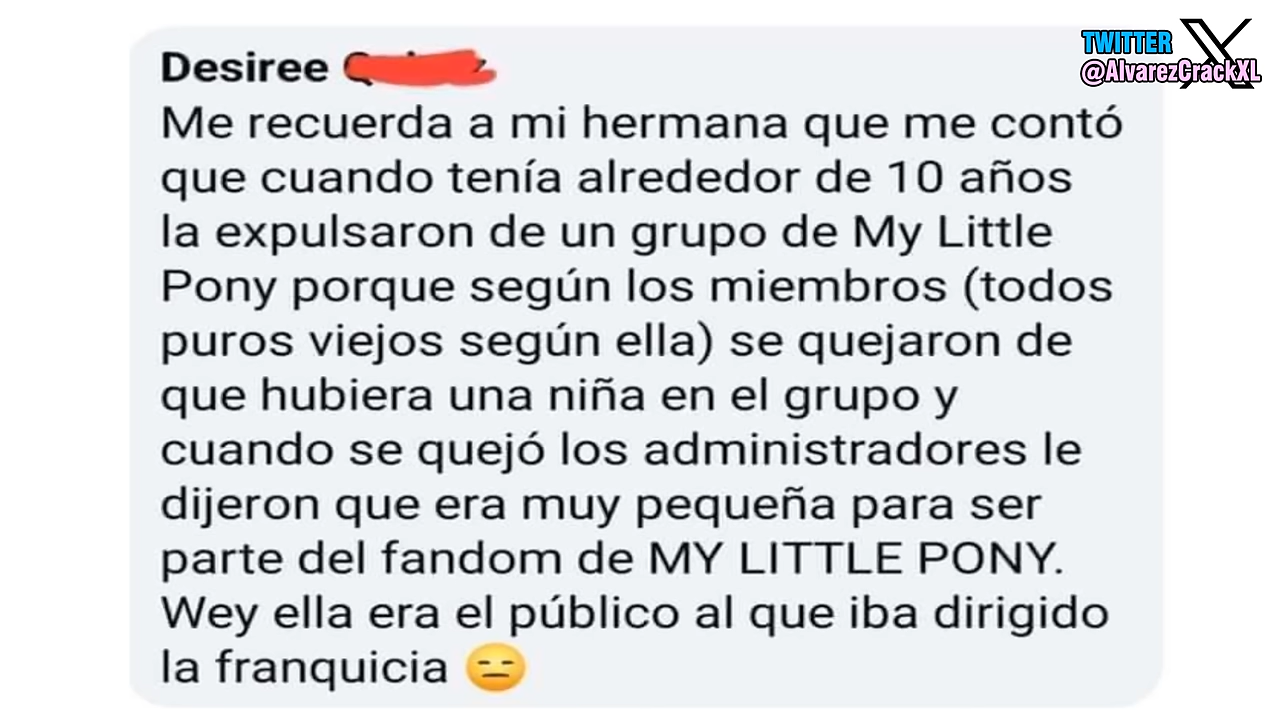 TWITTER
@AlvarezCrackXL
Desiree
Me recuerda a mi hermana que me contó
que cuando tenía alrededor de 10 años
la expulsaron de un grupo de My Little
Pony porque según los miembros (todos
puros viejos según ella) se quejaron de
que hubiera una niña en el grupo y
cuando se quejó los administradores le
dijeron que era muy pequeña para ser
parte del fandom de MY LITTLE PONY.
Wey ella era el público al que iba dirigido
la franquicia 😑